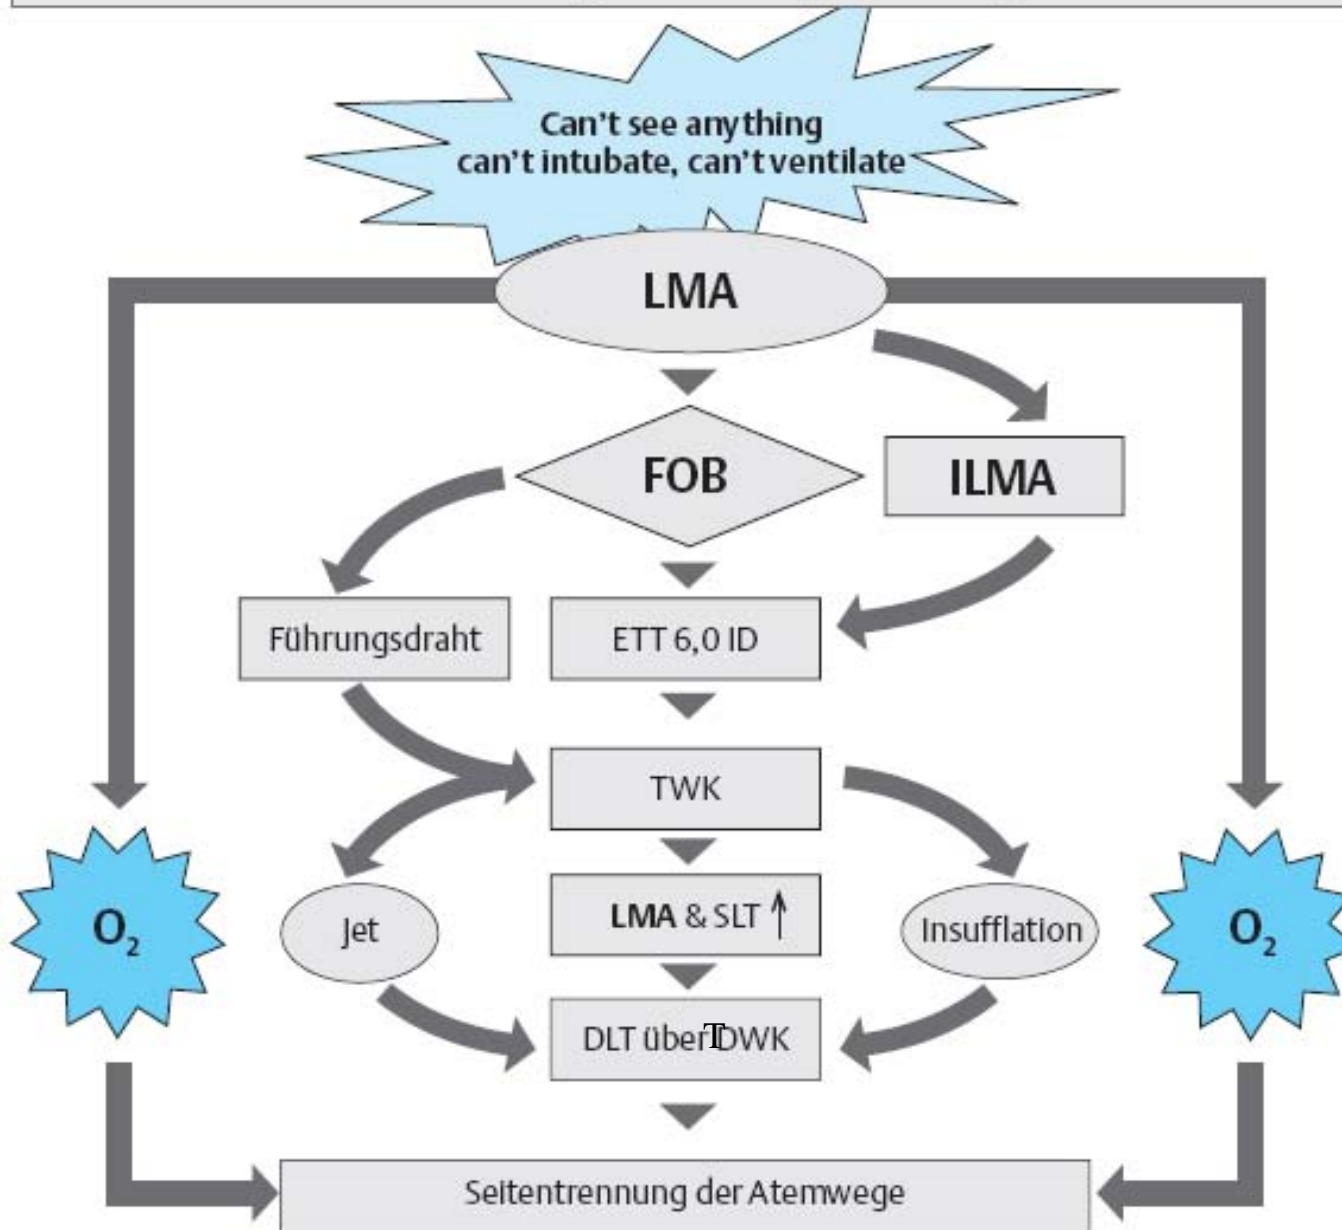 Can't see anything
can't intubate, can't ventilate
LMA
FOB
ILMA
Führungsdraht
ETT 6,0 ID
TWK
LMA & SLT ↑
O₂
Jet
Insufflation
O₂
DLT über TDWK
Seitentrennung der Atemwege